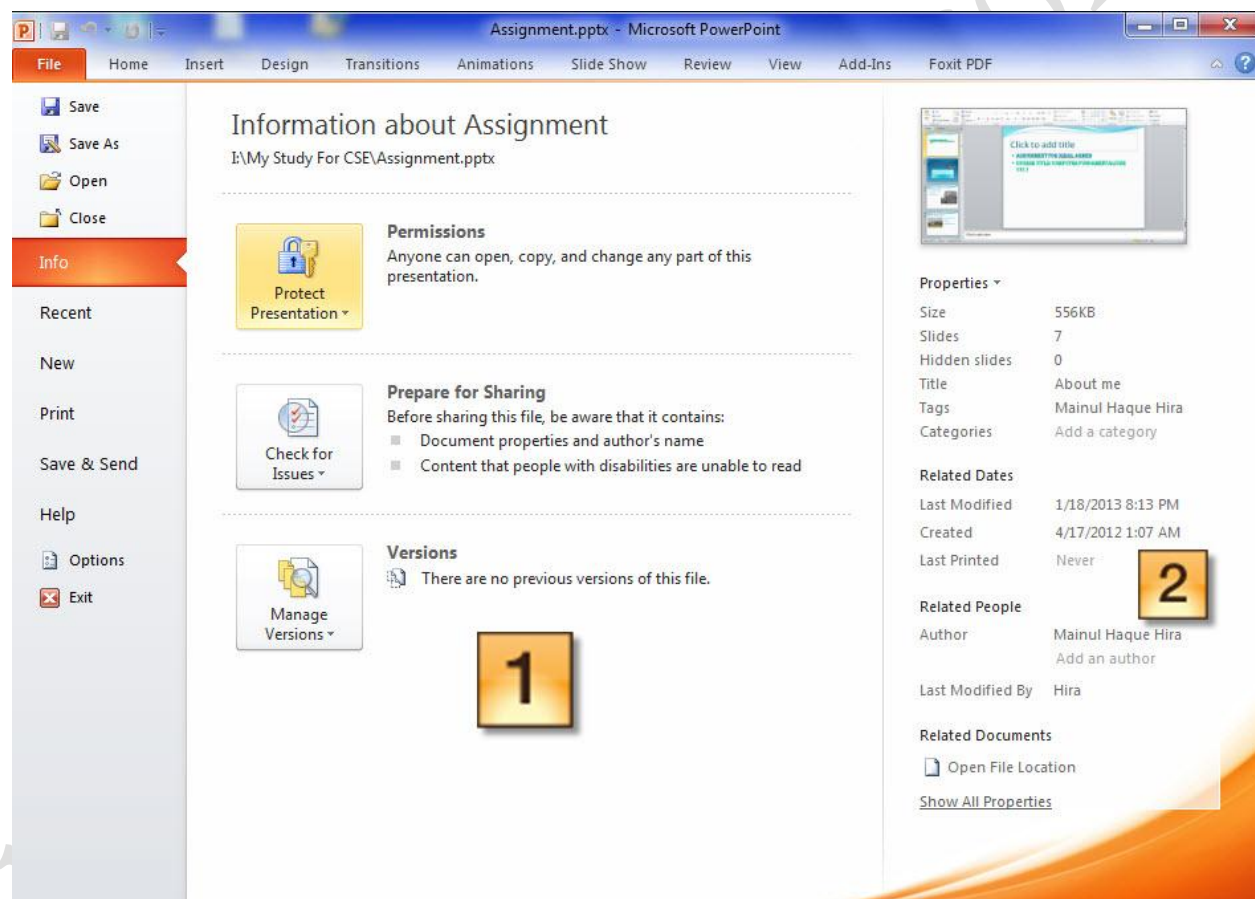 Assignment.pptx - Microsoft PowerPoint
File Home Insert Design Transitions Animations Slide Show Review View Add-Ins Foxit PDF
Save
Save As
Open
Close
Info
Recent
New
Print
Save & Send
Help
Options
Exit
Information about Assignment
I:\My Study For CSE\Assignment.pptx
Protect
Presentation
Permissions
Anyone can open, copy, and change any part of this
presentation.
Check for
Issues
Prepare for Sharing
Before sharing this file, be aware that it contains:
Document properties and author's name
Content that people with disabilities are unable to read
Manage
Versions
Versions
There are no previous versions of this file.
1
Click to add title
Properties
Size 556KB
Slides 7
Hidden slides 0
Title About me
Tags Mainul Haque Hira
Categories Add a category
Related Dates
Last Modified 1/18/2013 8:13 PM
Created 4/17/2012 1:07 AM
Last Printed Never
2
Related People
Author Mainul Haque Hira
Add an author
Last Modified By Hira
Related Documents
Open File Location
Show All Properties